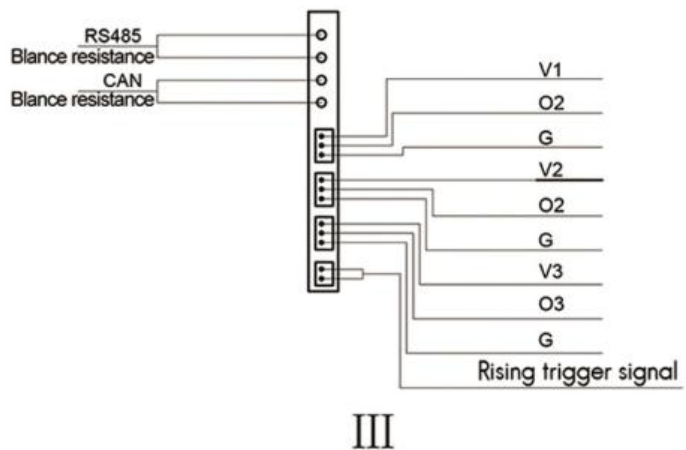 RS485
Blance resistance
CAN
Blance resistance
V1
O2
G
V2
O2
G
V3
O3
G
Rising trigger signal
III